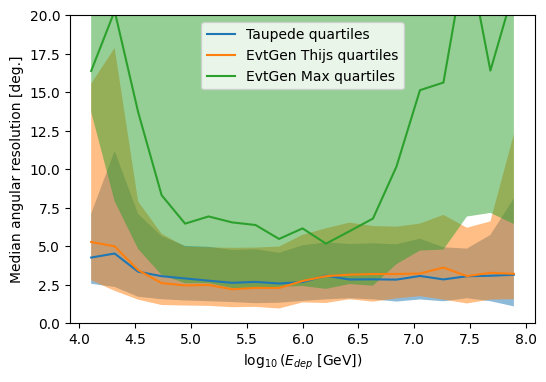 Taupede quartiles
EvtGen Thijs quartiles
EvtGen Max quartiles
Median angular resolution [deg.]
20.0
17.5
15.0
12.5
10.0
7.5
5.0
2.5
0.0
4.0 4.5 5.0 5.5 6.0 6.5 7.0 7.5 8.0
log₁₀(E_dep [GeV])